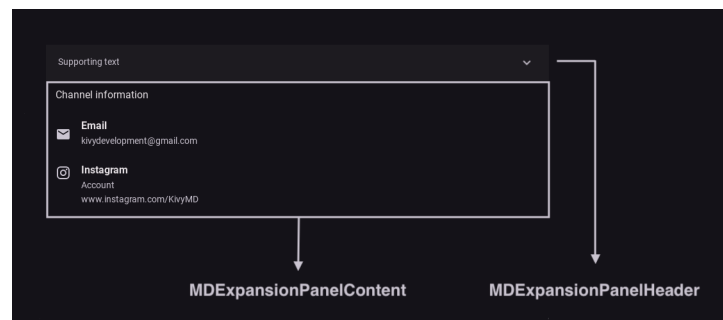 Supporting text
Channel information
Email
kivydevelopment@gmail.com
Instagram
Account
www.instagram.com/KivyMD
MDExpansionPanelContent
MDExpansionPanelHeader